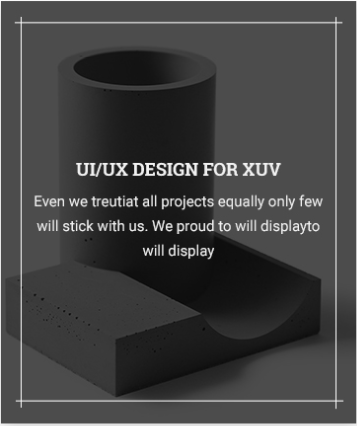 UI/UX DESIGN FOR XUV
Even we treutiat all projects equally only few
will stick with us. We proud to will displayto
will display